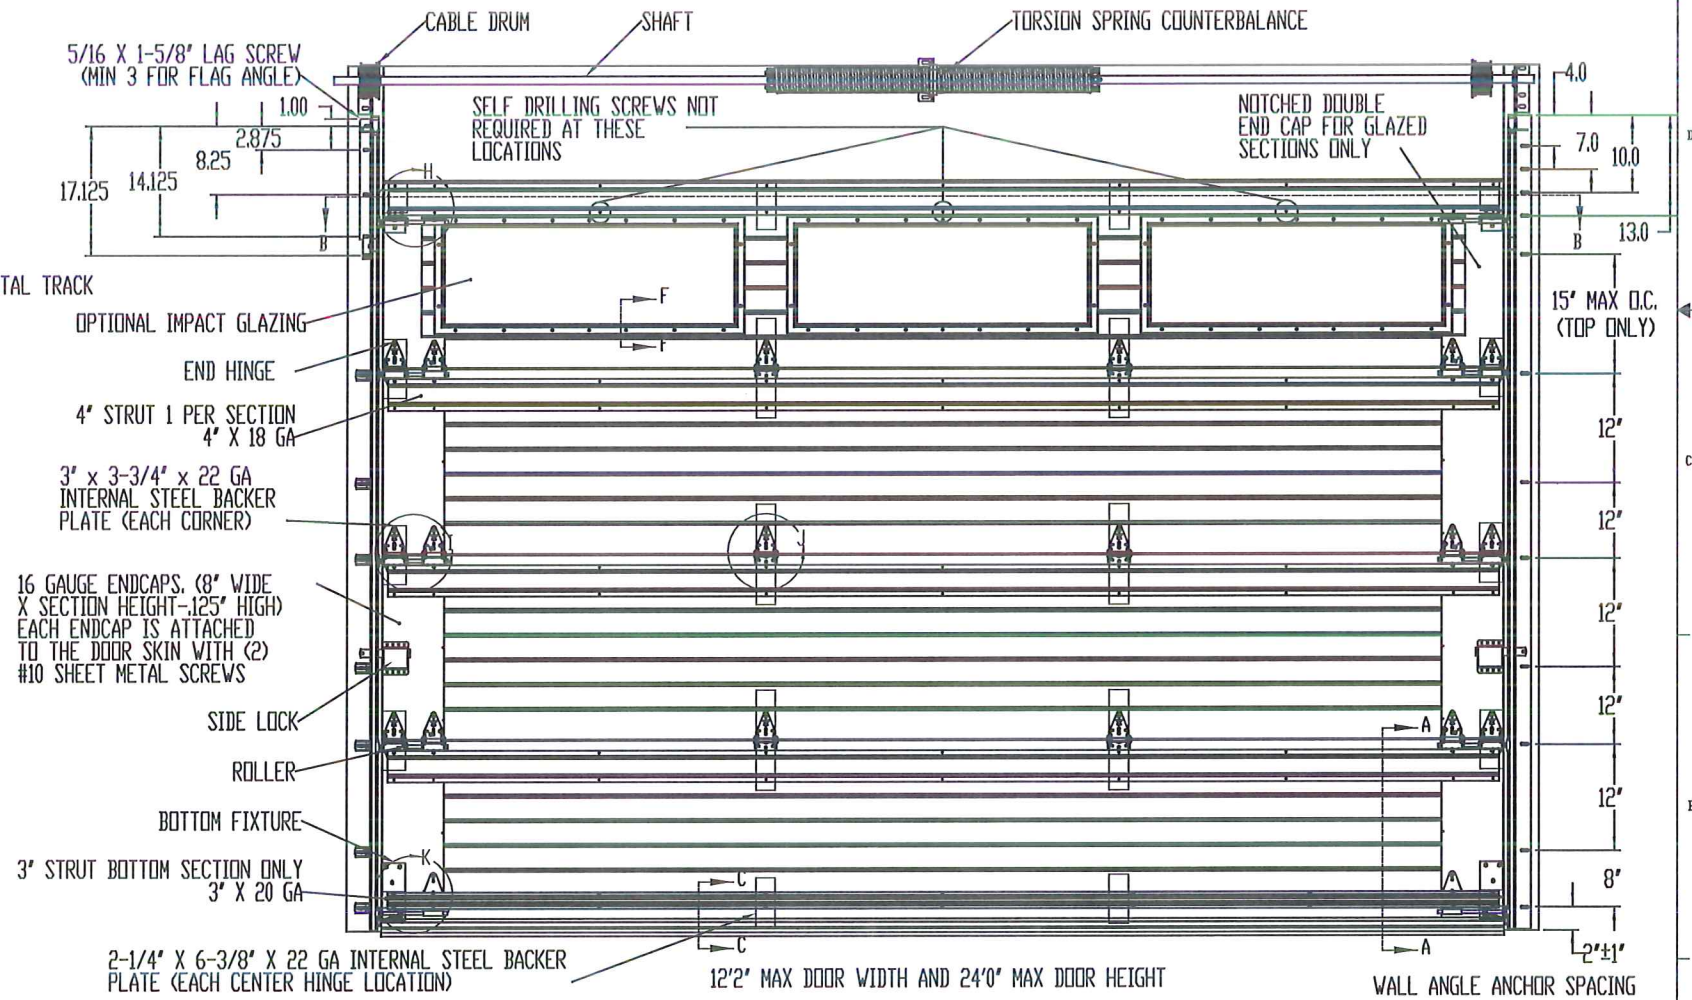 CABLE DRUM
SHAFT
TORSION SPRING COUNTERBALANCE
5/16 X 1-5/8" LAG SCREW
(MIN 3 FOR FLAG ANGLE)
4.0
1.00
2.875
8.25
14.125
17.125
SELF DRILLING SCREWS NOT
REQUIRED AT THESE
LOCATIONS
NOTCHED DOUBLE
END CAP FOR GLAZED
SECTIONS ONLY
7.0
10.0
13.0
H
B
B
TAL TRACK
OPTIONAL IMPACT GLAZING
F
F
15" MAX O.C.
(TOP ONLY)
END HINGE
4" STRUT 1 PER SECTION
4" X 18 GA
12"
C
3" x 3-3/4" x 22 GA
INTERNAL STEEL BACKER
PLATE (EACH CORNER)
12"
I
J
16 GAUGE ENDCAPS. (8" WIDE
X SECTION HEIGHT-.125" HIGH)
EACH ENDCAP IS ATTACHED
TO THE DOOR SKIN WITH (2)
#10 SHEET METAL SCREWS
12"
SIDE LOCK
12"
A
ROLLER
12"
BOTTOM FIXTURE
K
3" STRUT BOTTOM SECTION ONLY
3" X 20 GA
C
8"
C
A
2"±1"
2-1/4" X 6-3/8" X 22 GA INTERNAL STEEL BACKER
PLATE (EACH CENTER HINGE LOCATION)
12'2" MAX DOOR WIDTH AND 24'0" MAX DOOR HEIGHT
WALL ANGLE ANCHOR SPACING